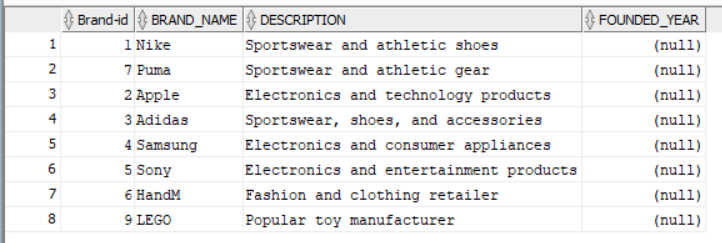 Brand-id BRAND_NAME DESCRIPTION FOUNDED_YEAR
1 1 Nike Sportswear and athletic shoes (null)
2 7 Puma Sportswear and athletic gear (null)
3 2 Apple Electronics and technology products (null)
4 3 Adidas Sportswear, shoes, and accessories (null)
5 4 Samsung Electronics and consumer appliances (null)
6 5 Sony Electronics and entertainment products (null)
7 6 HandM Fashion and clothing retailer (null)
8 9 LEGO Popular toy manufacturer (null)